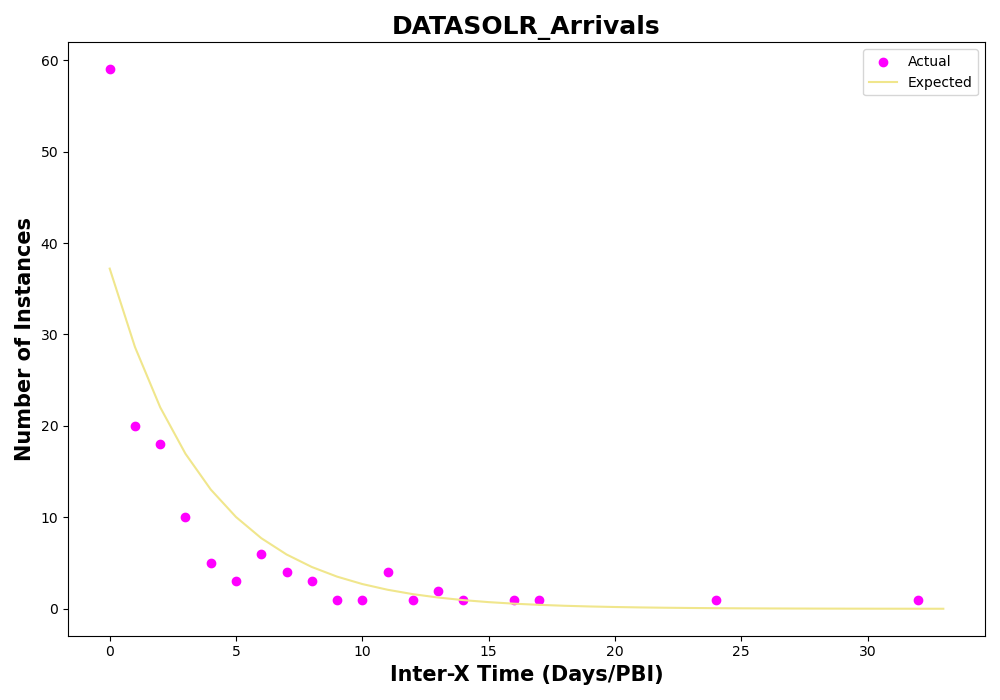 DATASOLR_Arrivals
Actual
Expected
60
50
40
30
20
10
0
Number of Instances
0 5 10 15 20 25 30
Inter-X Time (Days/PBI)